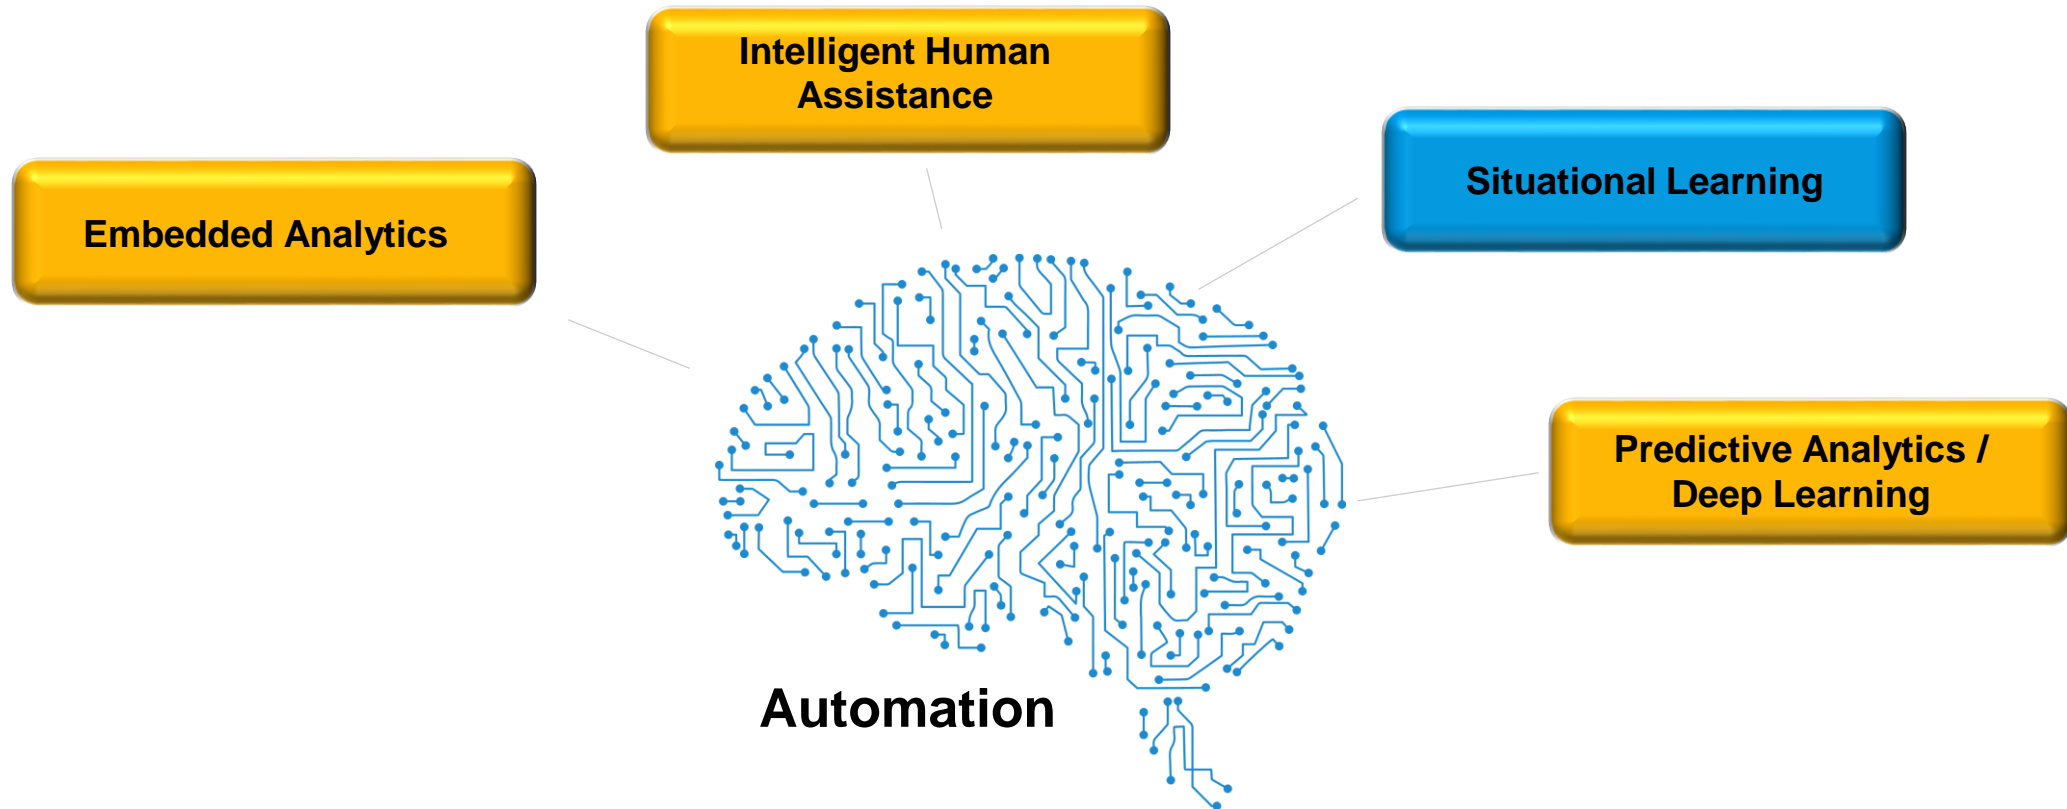 Intelligent Human
Assistance
Situational Learning
Embedded Analytics
Predictive Analytics /
Deep Learning
Automation